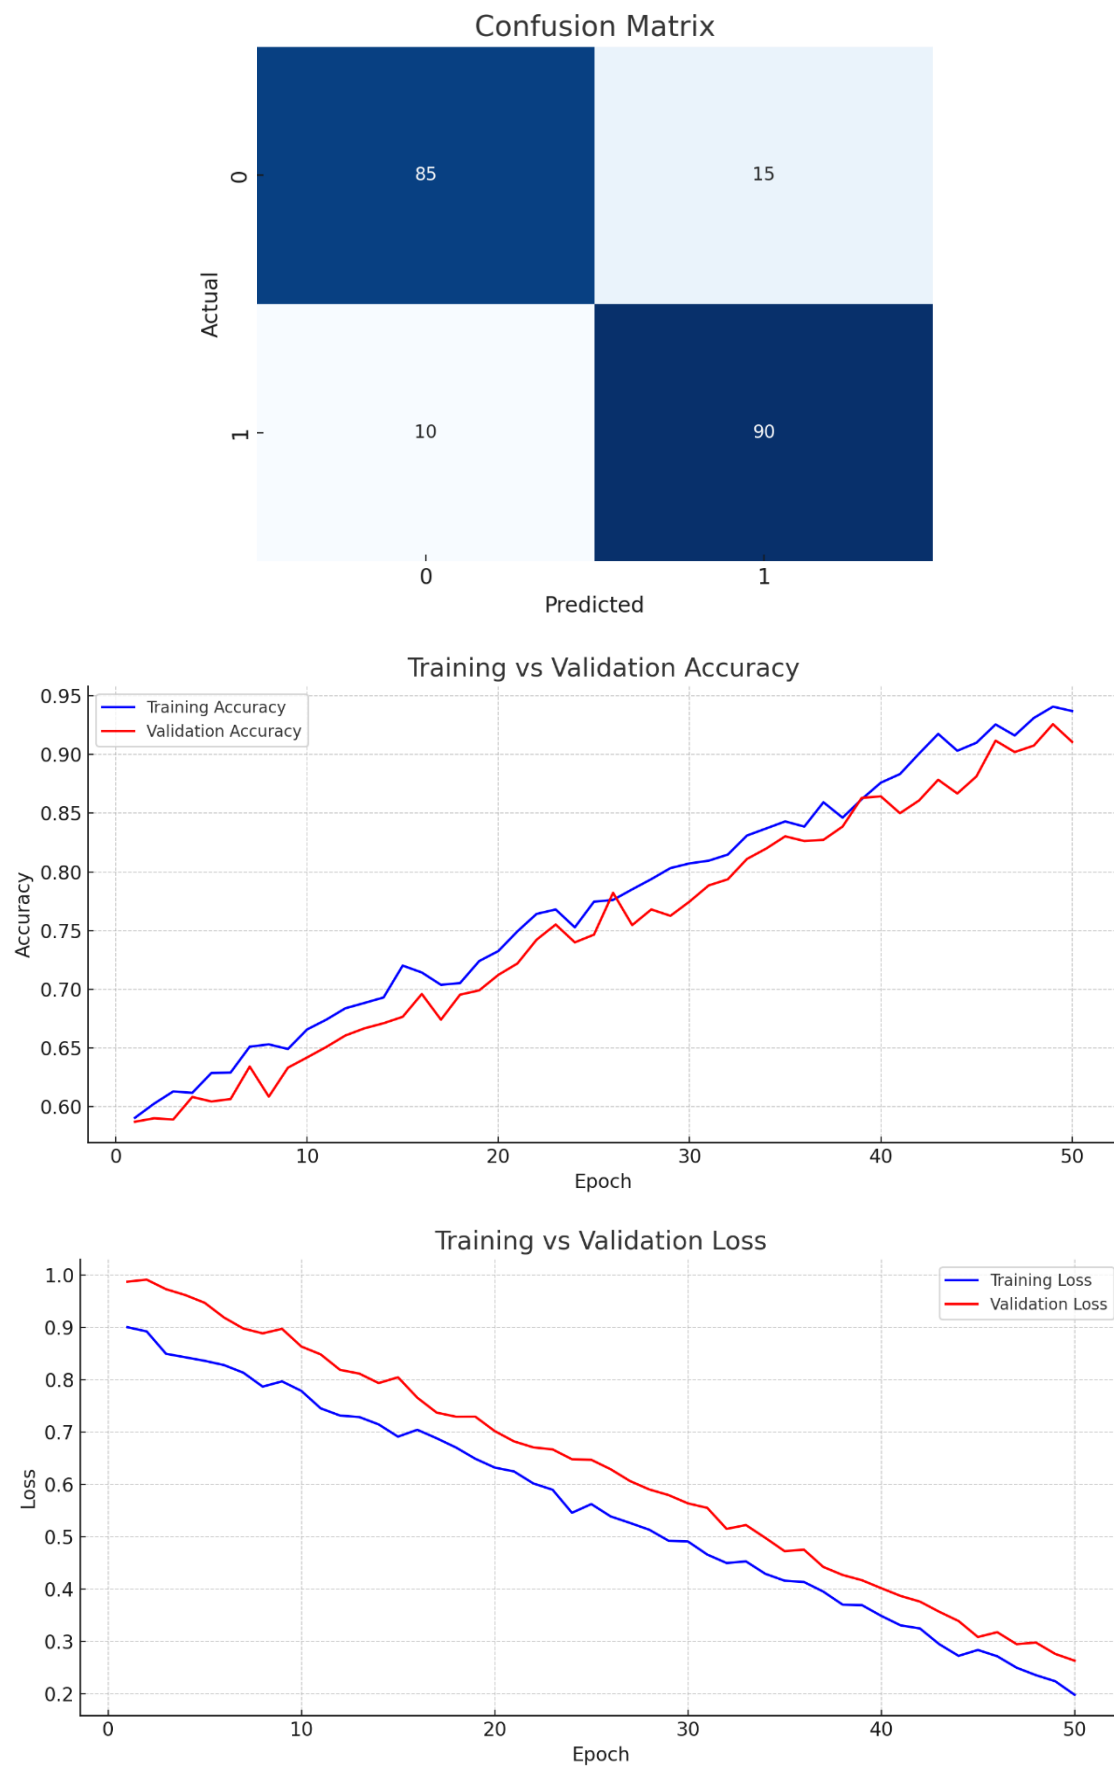 Confusion Matrix
0
85
15
Actual
1
10
90
0
1
Predicted
Training vs Validation Accuracy
0.95
0.90
0.85
0.80
0.75
0.70
0.65
0.60
Training Accuracy
Validation Accuracy
Accuracy
0
10
20
30
40
50
Epoch
Training vs Validation Loss
1.0
0.9
0.8
0.7
0.6
0.5
0.4
0.3
0.2
Training Loss
Validation Loss
Loss
0
10
20
30
40
50
Epoch